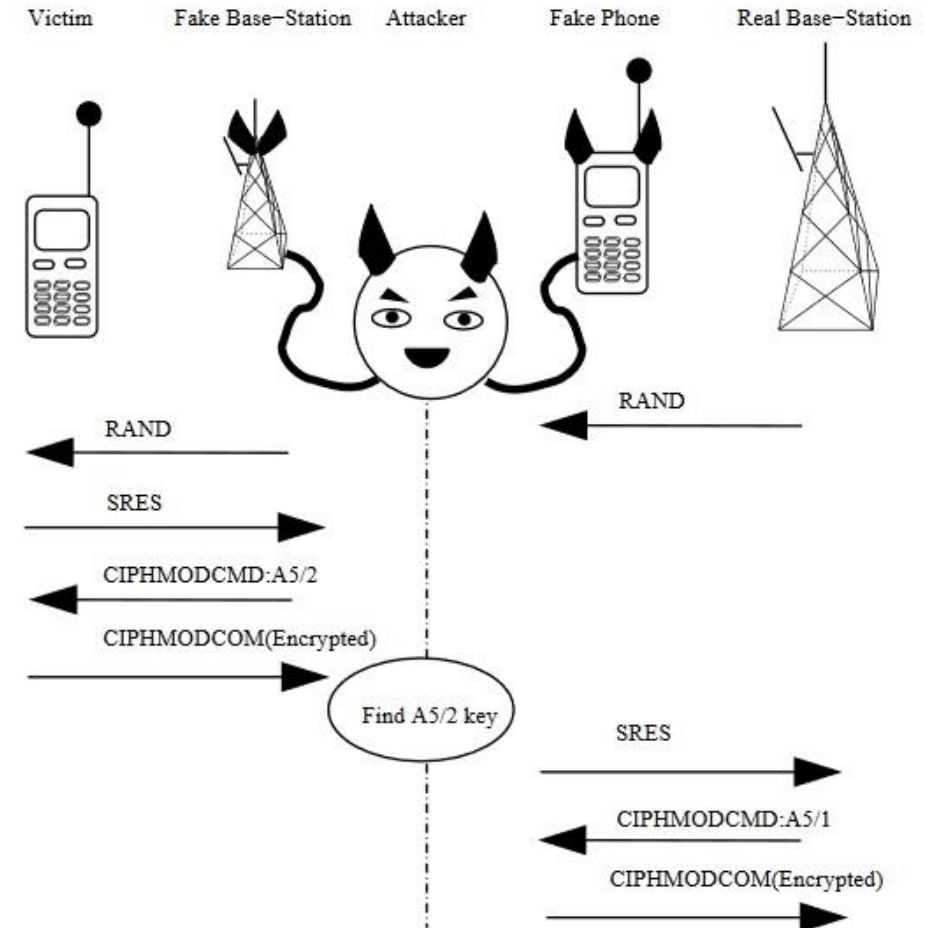 Victim Fake Base−Station Attacker Fake Phone Real Base−Station
RAND
RAND
SRES
CIPHMODCMD:A5/2
CIPHMODCOM(Encrypted)
Find A5/2 key
SRES
CIPHMODCMD:A5/1
CIPHMODCOM(Encrypted)